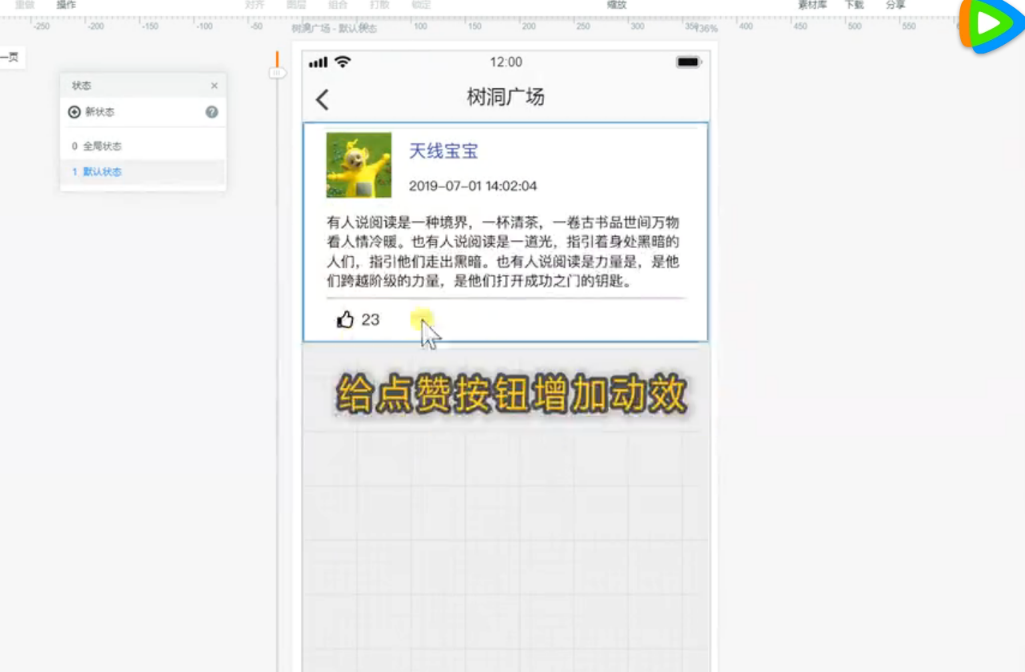 重做 操作 对齐 图层 组合 打散 锁定 缩放 素材库 下载 分享
-250 -200 -150 -100 -50 50 100 150 200 250 300 350 400 450 500 550
树洞广场 - 默认状态 136%
一页
状态
新状态
0 全局状态
1 默认状态
12:00
树洞广场
天线宝宝
2019-07-01 14:02:04
有人说阅读是一种境界，一杯清茶，一卷古书品世间万物
看人情冷暖。也有人说阅读是一道光，指引着身处黑暗的
人们，指引他们走出黑暗。也有人说阅读是力量是，是他
们跨越阶级的力量，是他们打开成功之门的钥匙。
23
给点赞按钮增加动效